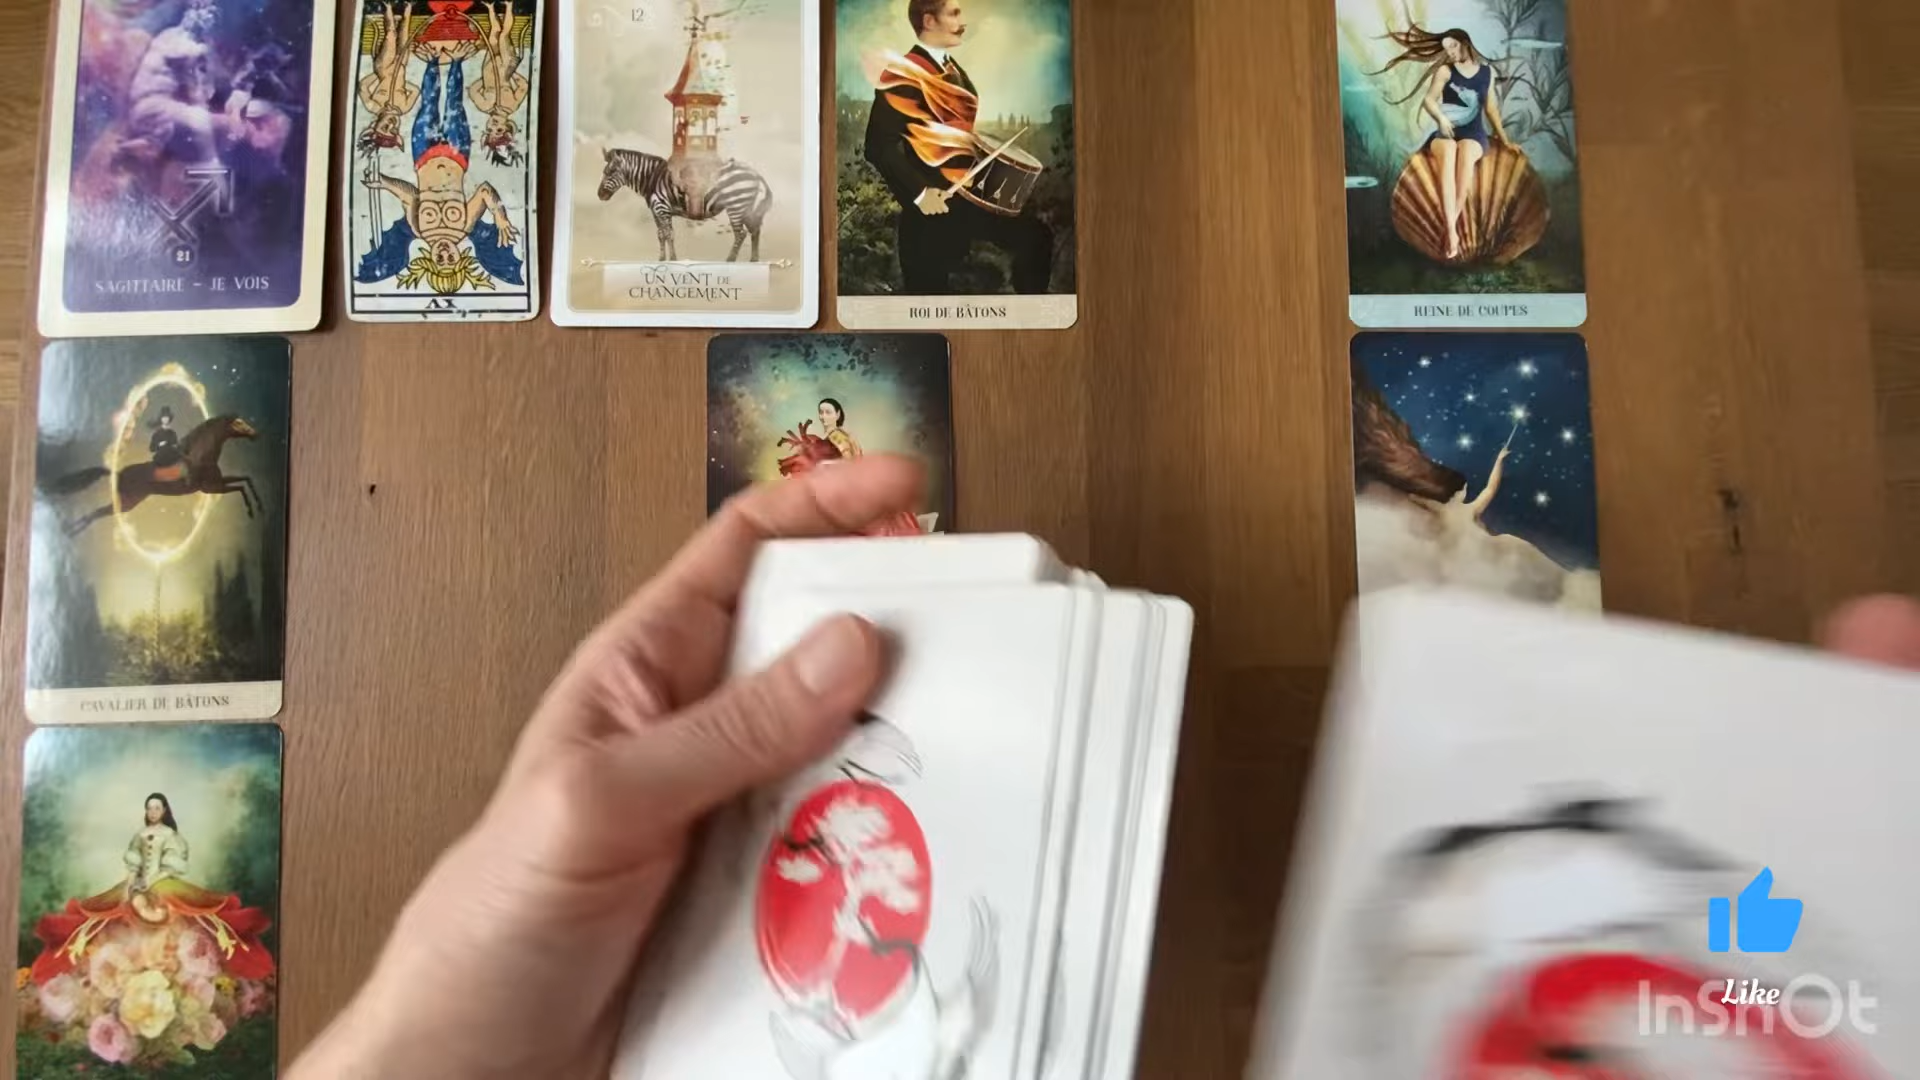 21
SAGITTAIRE - JE VOIS
XV
12
UN VENT DE
CHANGEMENT
ROI DE BÂTONS
REINE DE COUPES
CAVALIER DE BÂTONS
Like
InShOt